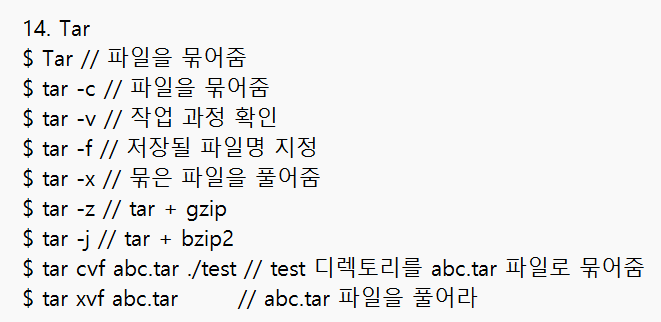 14. Tar
$ Tar // 파일을 묶어줌
$ tar -c // 파일을 묶어줌
$ tar -v // 작업 과정 확인
$ tar -f // 저장될 파일명 지정
$ tar -x // 묶은 파일을 풀어줌
$ tar -z // tar + gzip
$ tar -j // tar + bzip2
$ tar cvf abc.tar ./test // test 디렉토리를 abc.tar 파일로 묶어줌
$ tar xvf abc.tar // abc.tar 파일을 풀어라